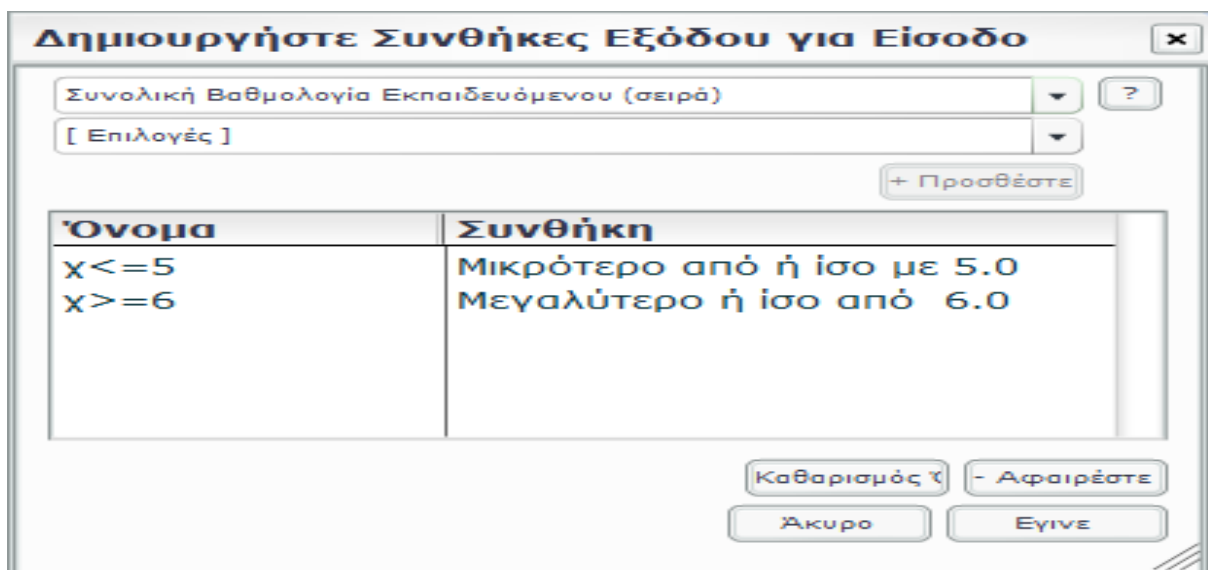 Δημιουργήστε Συνθήκες Εξόδου για Είσοδο
Συνολική Βαθμολογία Εκπαιδευόμενου (σειρά)
?
[ Επιλογές ]
+ Προσθέστε
Όνομα Συνθήκη
χ<=5 Μικρότερο από ή ίσο με 5.0
χ>=6 Μεγαλύτερο ή ίσο από 6.0
Καθαρισμός - Αφαιρέστε
Άκυρο Εγινε